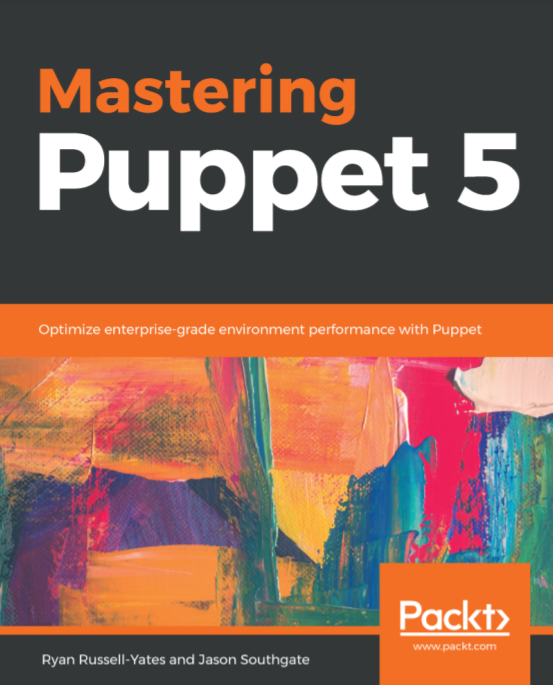 Mastering
Puppet 5
Optimize enterprise-grade environment performance with Puppet
Packt>
www.packt.com
Ryan Russell-Yates and Jason Southgate